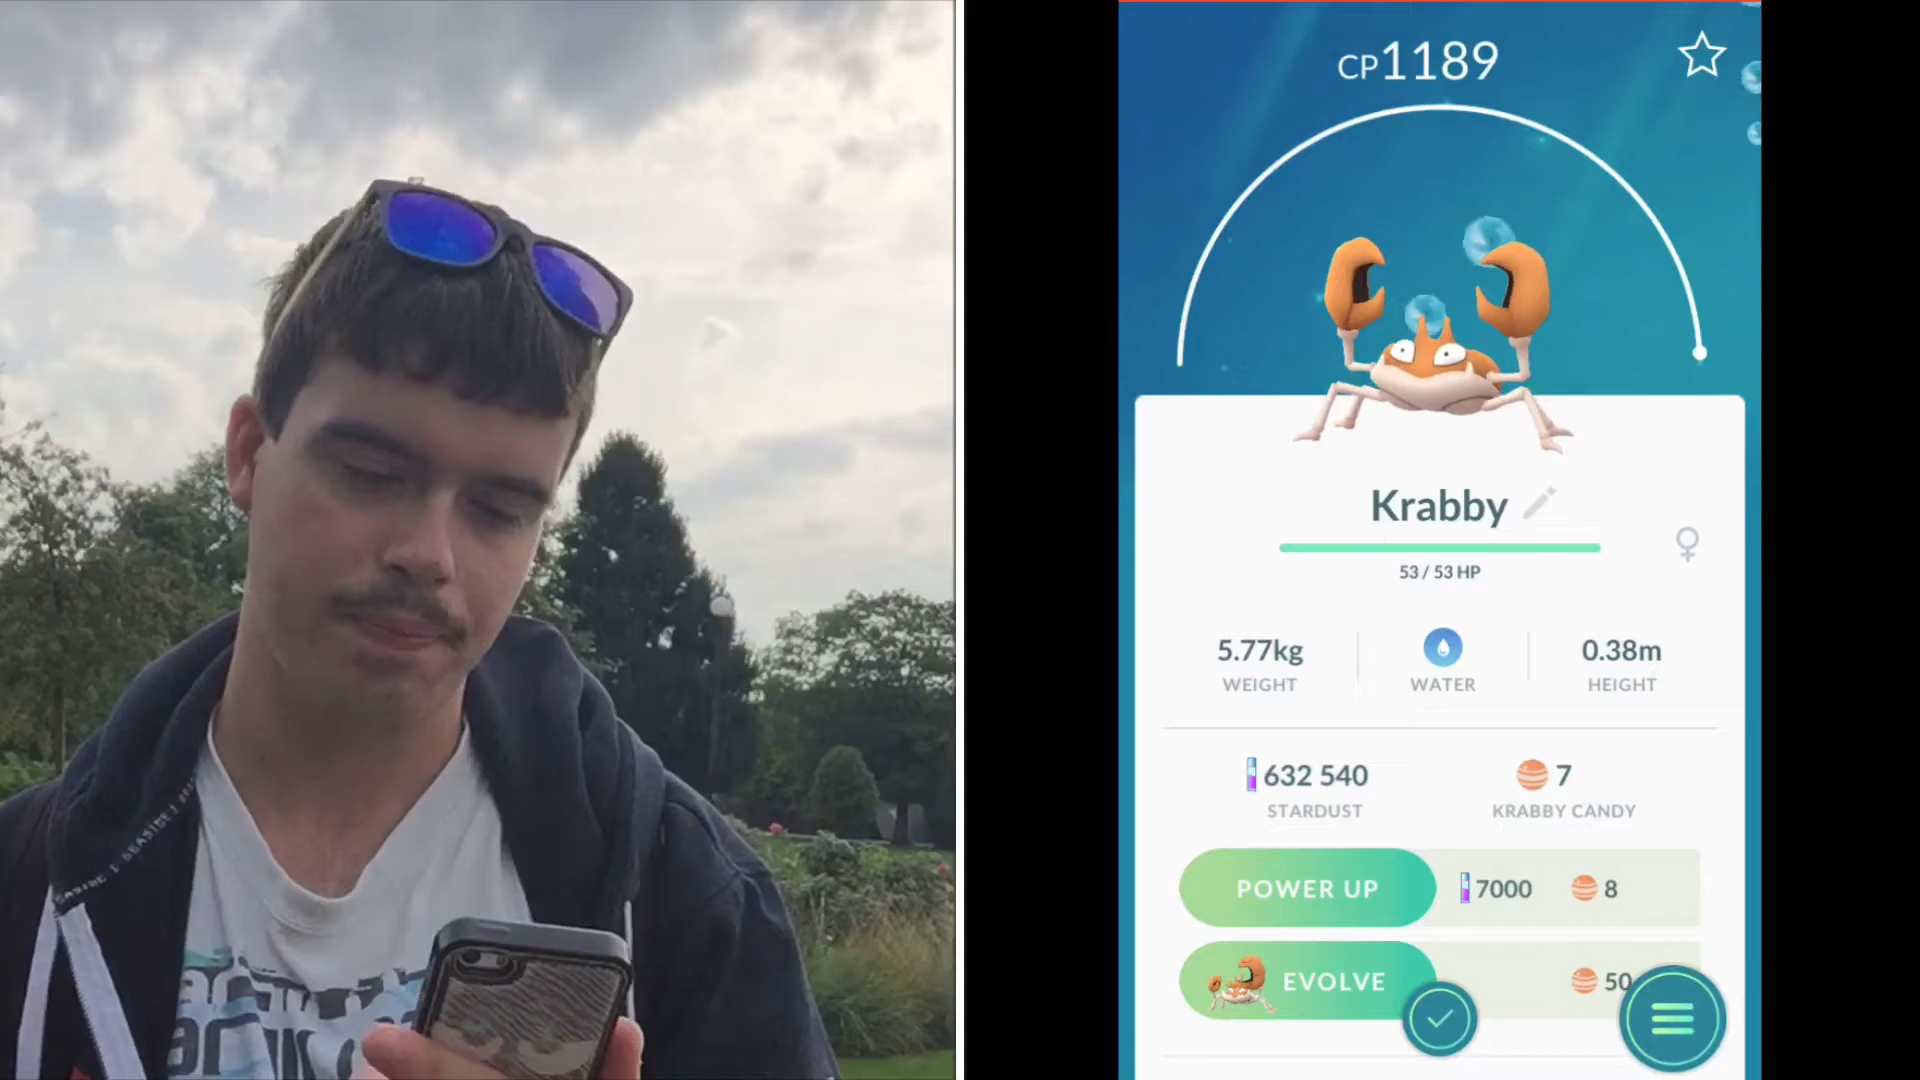 CP1189
Krabby
53 / 53 HP
5.77kg
WEIGHT
WATER
0.38m
HEIGHT
632 540
STARDUST
7
KRABBY CANDY
POWER UP
7000
8
EVOLVE
50